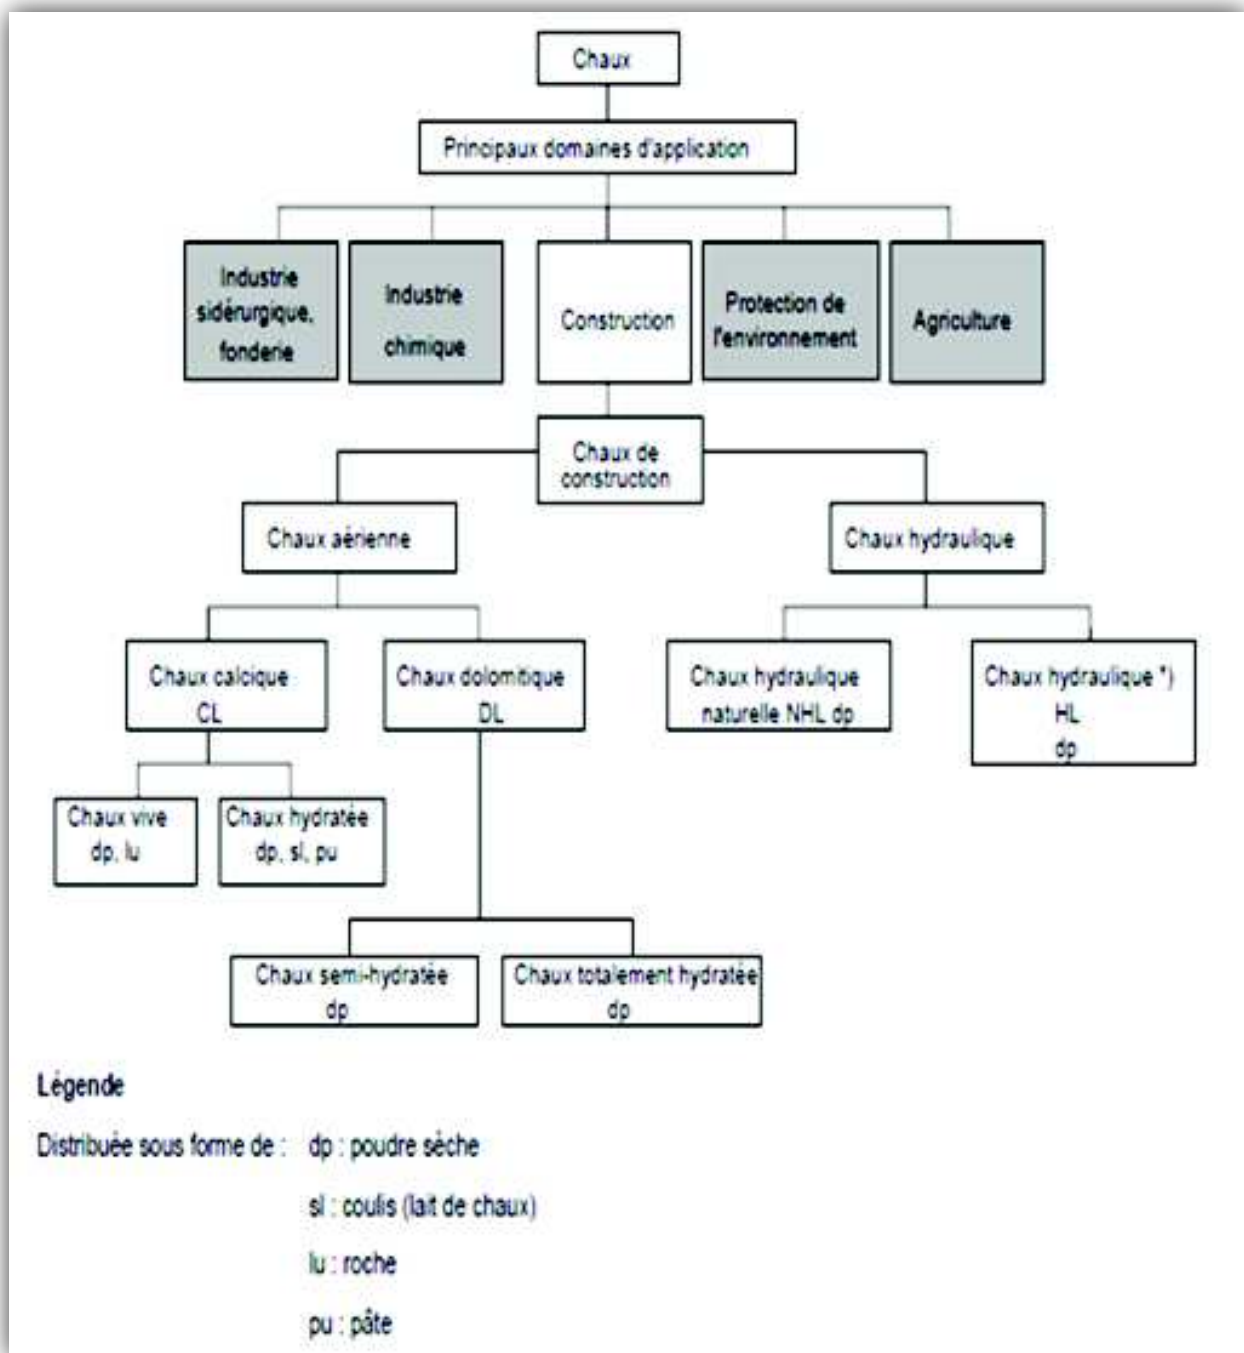 Chaux
Principaux domaines d'application
Industrie
sidérurgique,
fonderie
Industrie
chimique
Construction
Protection de
l'environnement
Agriculture
Chaux de
construction
Chaux aérienne
Chaux hydraulique
Chaux calcique
CL
Chaux dolomitique
DL
Chaux hydraulique
naturelle NHL dp
Chaux hydraulique *)
HL
dp
Chaux vive
dp, lu
Chaux hydratée
dp, sl, pu
Chaux semi-hydratée
dp
Chaux totalement hydratée
dp
Légende
Distribuée sous forme de : dp : poudre sèche
sl : coulis (lait de chaux)
lu : roche
pu : pâte